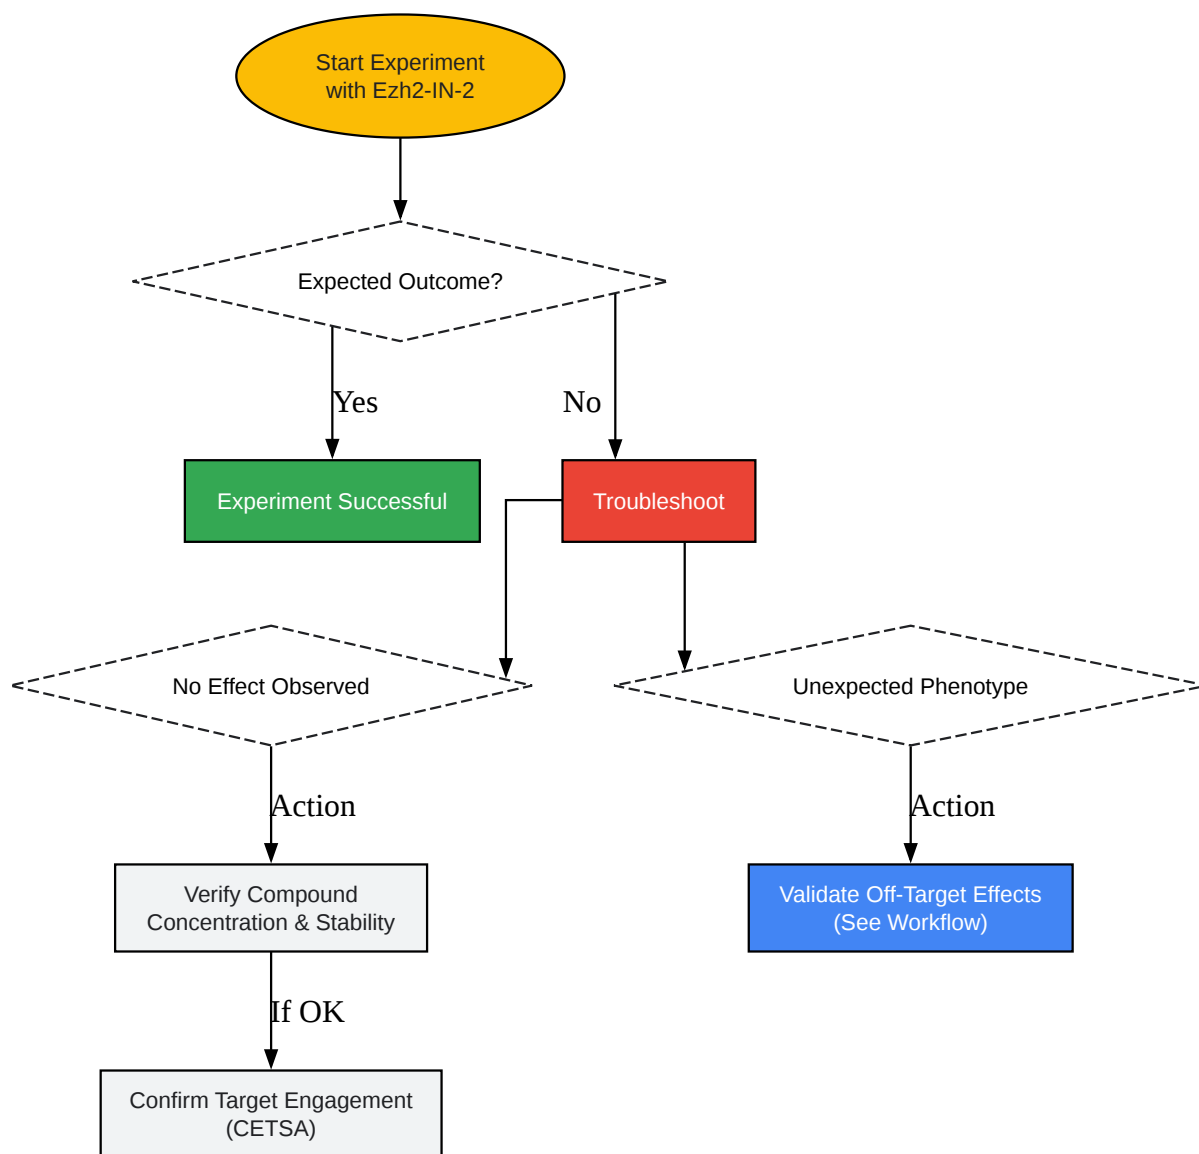 Start Experiment
with Ezh2-IN-2
Expected Outcome?
Yes
No
Experiment Successful
Troubleshoot
No Effect Observed
Unexpected Phenotype
Action
Action
Verify Compound
Concentration & Stability
Validate Off-Target Effects
(See Workflow)
If OK
Confirm Target Engagement
(CETSA)